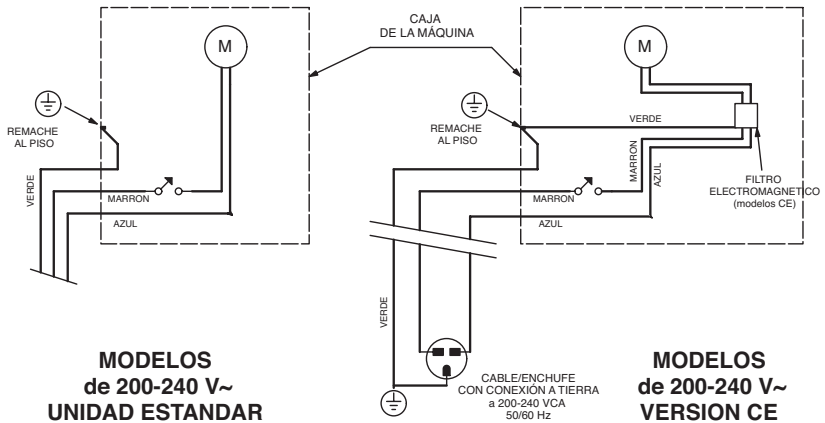 CAJA
DE LA MÁQUINA
M
REMACHE
AL PISO
VERDE
MARRON
AZUL
MODELOS
de 200-240 V~
UNIDAD ESTANDAR
M
REMACHE
AL PISO
VERDE
MARRON
AZUL
FILTRO
ELECTROMAGNETICO
(modelos CE)
MARRON
AZUL
VERDE
CABLE/ENCHUFE
CON CONEXIÓN A TIERRA
a 200-240 VCA
50/60 Hz
MODELOS
de 200-240 V~
VERSION CE